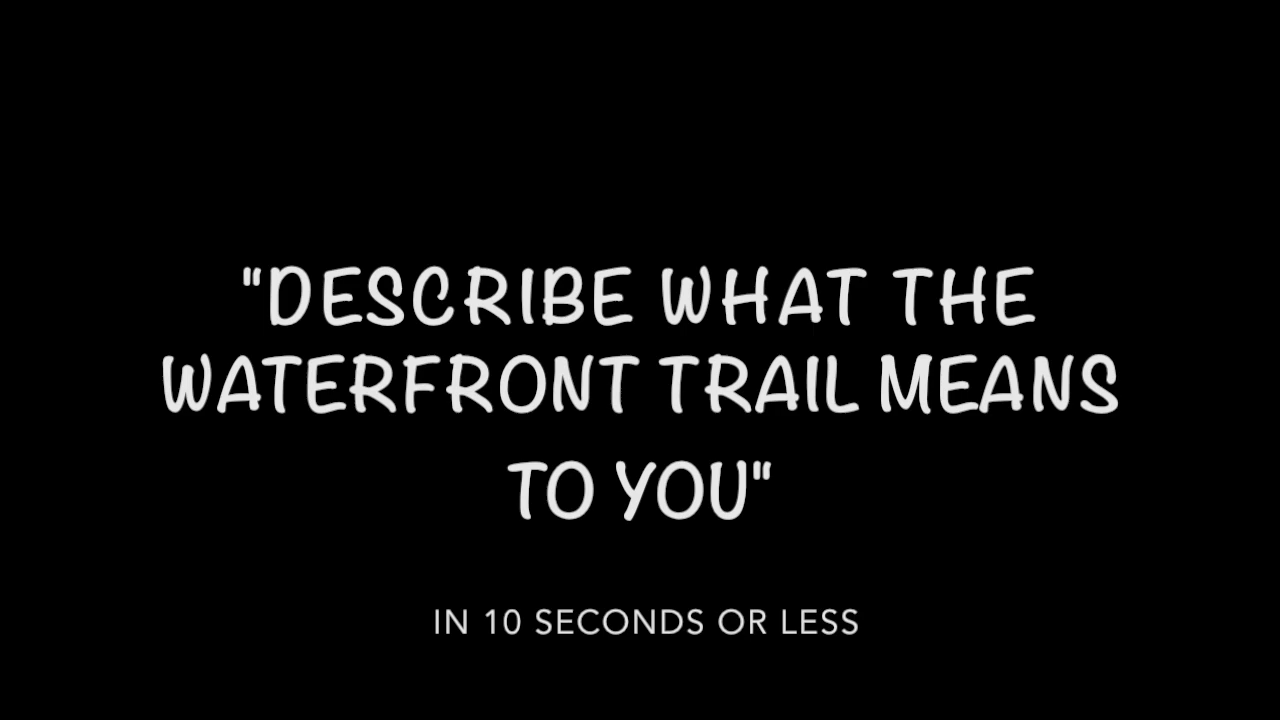 "DESCRIBE WHAT THE
WATERFRONT TRAIL MEANS
TO YOU"
IN 10 SECONDS OR LESS